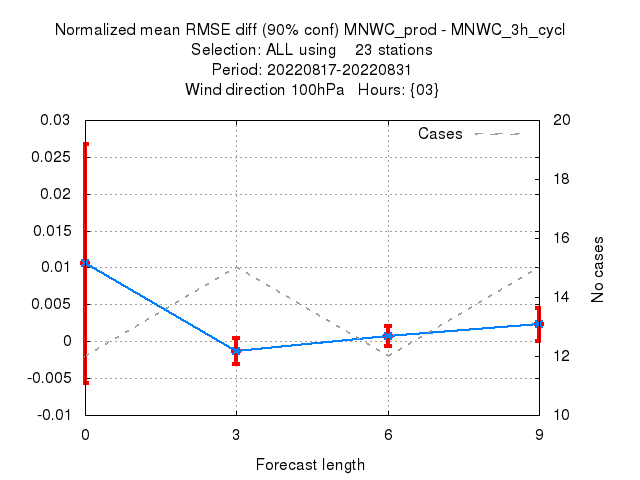 Normalized mean RMSE diff (90% conf) MNWC_prod - MNWC_3h_cycl
Selection: ALL using    23 stations
Period: 20220817-20220831
Wind direction 100hPa   Hours: {03}
0.03
0.025
0.02
0.015
0.01
0.005
0
-0.005
-0.01
Cases
20
18
16
14
12
10
No cases
0 3 6 9
Forecast length